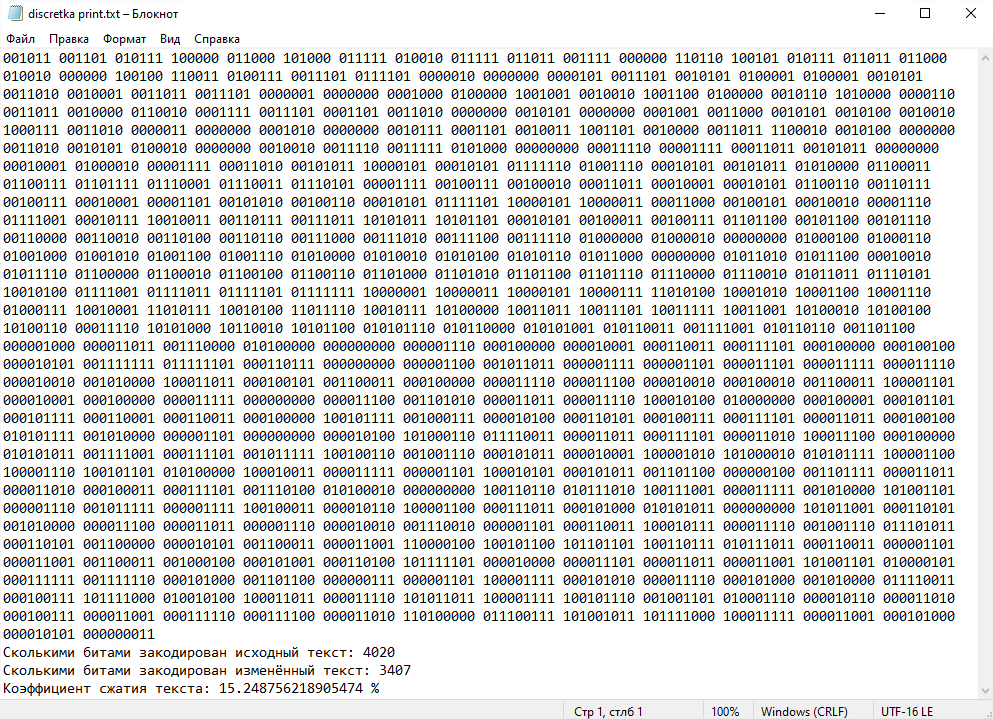 discretka print.txt – Блокнот
Файл Правка Формат Вид Справка
001011 001101 010111 100000 011000 101000 011111 010010 011111 011011 001111 000000 110110 100101 010111 011011 011000
010010 000000 100100 110011 0100111 0011101 0111101 0000010 0000000 0000101 0011101 0010101 0100001 0100001 0010101
0011010 0010001 0011011 0011101 0000001 0000000 0001000 0100000 1001001 0010010 1001100 0100000 0010110 1010000 0000110
0011011 0010000 0110010 0001111 0011101 0001101 0011010 0000000 0010101 0000000 0001001 0011000 0010101 0010100 0010010
1000111 0011010 0000011 0000000 0001010 0000000 0010111 0001101 0010011 1001101 0010000 0011011 1100010 0010100 0000000
0011010 0010101 0100010 0000000 0010010 0011110 0011111 0101000 00000000 00011110 00001111 00011011 00101011 00000000
00010001 01000010 00001111 00011010 00101011 10000101 00010101 01111110 01001110 00010101 00101011 01010000 01100011
01100111 01101111 01110001 01110011 01110101 00001111 00100111 00100010 00011011 00010001 00010101 01100110 00110111
00100111 00010001 00001101 00101010 00100110 00010101 01111101 10000101 10000011 00011000 00100101 00010010 00001110
01111001 00010111 10010011 00110111 00111011 10101011 10101101 00010101 00100011 00100111 01101100 00101100 00101110
00110000 00110010 00110100 00110110 00111000 00111010 00111100 00111110 01000000 01000010 00000000 01000100 01000110
01001000 01001010 01001100 01001110 01010000 01010010 01010100 01010110 01011000 00000000 01011010 01011100 00010010
01011110 01100000 01100010 01100100 01100110 01101000 01101010 01101100 01101110 01110000 01110010 01011011 01110101
10010100 01111001 01111011 01111101 01111111 10000001 10000011 10000101 10000111 11010100 10001010 10001100 10001110
01000111 10010001 11010111 10010100 11011110 10010111 10100000 10011011 10011101 10011111 10011001 10100010 10100100
10100110 00011110 10101000 10110010 10101100 010101110 010110000 010101001 010110011 001111001 010110110 001101100
000001000 000011011 001110000 010100000 000000000 000001110 000100000 000010001 000110011 000111101 000100000 000100100
000010101 001111111 011111101 000110111 000000000 000001100 001011011 000001111 000001101 000011101 000011111 000011110
000010010 001010000 100011011 000100101 001100011 000100000 000011110 000011100 000010010 000100010 001100011 100001101
000010001 000100000 000011111 000000000 000011100 001101010 000011011 000011110 100010100 010000000 000100001 000101101
000101111 000110001 000110011 000100000 100101111 001000111 000010100 000110101 000100111 000111101 000011011 000100100
010101111 001010000 000001101 000000000 000010100 101000110 011110011 000011011 000111101 000011010 100011100 000100000
010101011 001111001 000111101 001011111 100100110 001001110 000101011 000010001 100001010 101000010 010101111 100001100
100001110 100101101 010100000 100010011 000011111 000001101 100010101 000101011 001101100 000000100 001101111 000011011
000011010 000100011 000111101 001110100 010100010 000000000 100110110 010111010 100111001 000011111 001010000 101001101
000001110 001011111 000001111 100100011 000010110 100001100 000111011 000101000 010101011 000000000 101011001 000110101
001010000 000011100 000011011 000001110 000010010 001110010 000001101 000110011 100010111 000011110 001001110 011101011
000110101 001100000 000010101 001100011 000011001 110000100 100101100 101101101 100110111 010111011 000110011 000001101
000011001 001100011 001000100 000101001 000110100 101111101 000010000 000011101 000011011 000011001 101001101 010000101
000111111 001111110 000101000 001101100 000000111 000001101 100001111 000101010 000011110 000101000 001010000 011110011
000100111 101111000 010010100 100011011 000011110 101011011 100001111 100101110 001001101 010001110 000010110 000011010
000100111 000011001 000111110 000111100 000011010 110100000 011100111 101001011 101111000 100011111 000011001 000101000
000010101 000000011
Сколькими битами закодирован исходный текст: 4020
Сколькими битами закодирован изменённый текст: 3407
Коэффициент сжатия текста: 15.248756218905474 %
Стр 1, стлб 1 100% Windows (CRLF) UTF-16 LE